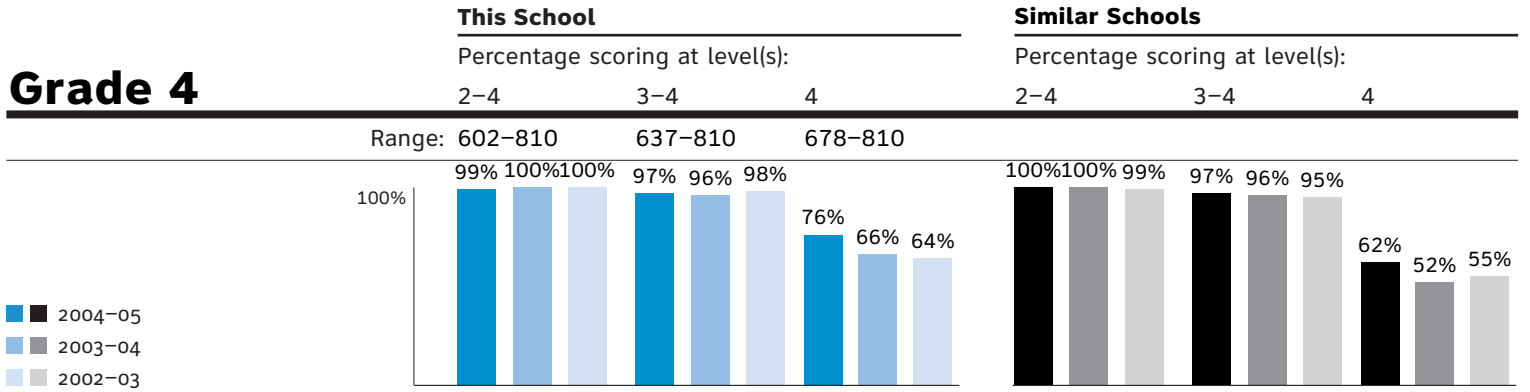 This School Similar Schools
Percentage scoring at level(s): Percentage scoring at level(s):
Grade 4 2–4 3–4 4 2–4 3–4 4
Range: 602–810 637–810 678–810
99% 100% 100% 97% 96% 98% 76% 66% 64% 100% 100% 99% 97% 96% 95% 62% 52% 55%
100%
2004–05
2003–04
2002–03